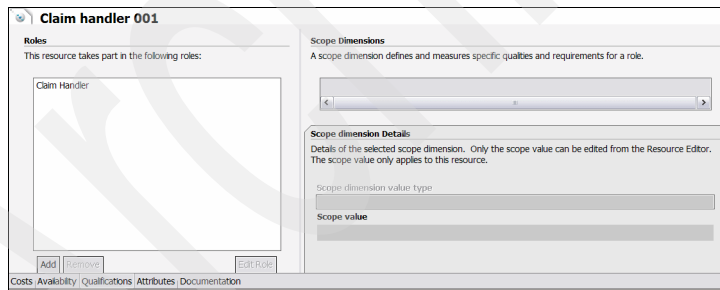 Claim handler 001
Roles
This resource takes part in the following roles:
Claim Handler
Add Remove Edit Role
Scope Dimensions
A scope dimension defines and measures specific qualities and requirements for a role.
Scope dimension Details
Details of the selected scope dimension. Only the scope value can be edited from the Resource Editor.
The scope value only applies to this resource.
Scope dimension value type
Scope value
Costs Availability Qualifications Attributes Documentation